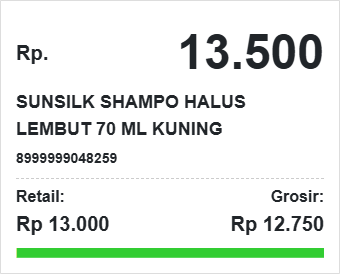 Rp. 13.500
SUNSILK SHAMPO HALUS
LEMBUT 70 ML KUNING
8999999048259
Retail: Grosir:
Rp 13.000 Rp 12.750